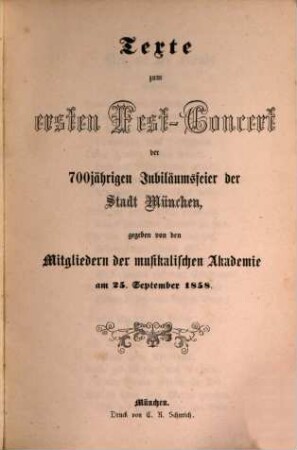 Texte
zum
ersten Fest-Concert
der
700jährigen Jubiläumsfeier der
Stadt München,
gegeben von den
Mitgliedern der musikalischen Akademie
am 25. September 1858.
München.
Druck von C. R. Schurich.